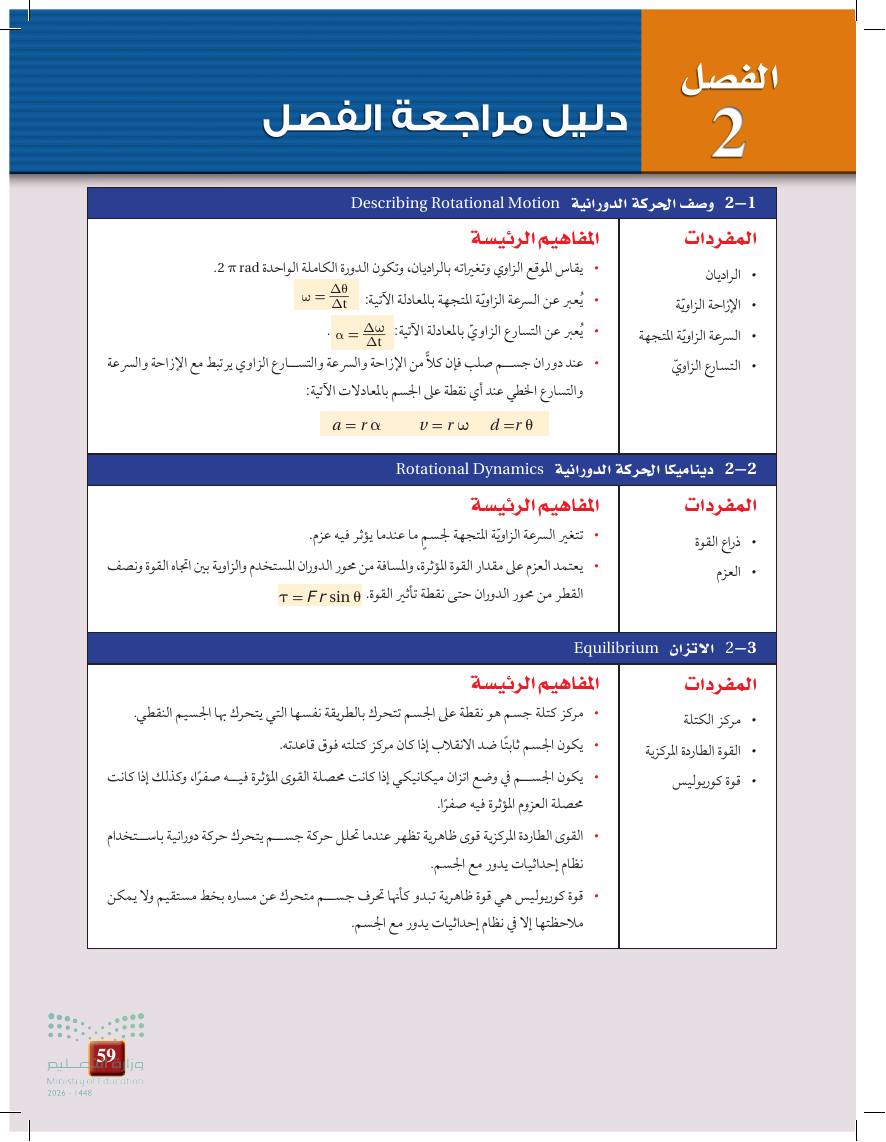 الفصل
2
دليل مراجعة الفصل
2–1 وصف الحركة الدورانية Describing Rotational Motion
المفردات
• الراديان
• الإزاحة الزاويّة
• السرعة الزاويّة المتجهة
• التسارع الزاويّ
المفاهيم الرئيسة
• يقاس الموقع الزاوي وتغيراته بالراديان، وتكون الدورة الكاملة الواحدة 2 π rad.
• يُعبر عن السرعة الزاويّة المتجهة بالمعادلة الآتية: ω = Δθ/Δt
• يُعبر عن التسارع الزاويّ بالمعادلة الآتية: α = Δω/Δt .
• عند دوران جسم صلب فإن كلاًّ من الإزاحة والسرعة والتسارع الزاوي يرتبط مع الإزاحة والسرعة
والتسارع الخطي عند أي نقطة على الجسم بالمعادلات الآتية:
a = r α v = r ω d =r θ
2–2 ديناميكا الحركة الدورانية Rotational Dynamics
المفردات
• ذراع القوة
• العزم
المفاهيم الرئيسة
• تتغير السرعة الزاويّة المتجهة لجسمٍ ما عندما يؤثر فيه عزم.
• يعتمد العزم على مقدار القوة المؤثرة، والمسافة من محور الدوران المستخدم والزاوية بين اتجاه القوة ونصف
القطر من محور الدوران حتى نقطة تأثير القوة. τ = F r sin θ
2–3 الاتزان Equilibrium
المفردات
• مركز الكتلة
• القوة الطاردة المركزية
• قوة كوريوليس
المفاهيم الرئيسة
• مركز كتلة جسم هو نقطة على الجسم تتحرك بالطريقة نفسها التي يتحرك بها الجسيم النقطي.
• يكون الجسم ثابتًا ضد الانقلاب إذا كان مركز كتلته فوق قاعدته.
• يكون الجسم في وضع اتزان ميكانيكي إذا كانت محصلة القوى المؤثرة فيه صفرًا، وكذلك إذا كانت
محصلة العزوم المؤثرة فيه صفرًا.
• القوى الطاردة المركزية قوى ظاهرية تظهر عندما تحلل حركة جسم يتحرك حركة دورانية باستخدام
نظام إحداثيات يدور مع الجسم.
• قوة كوريوليس هي قوة ظاهرية تبدو كأنها تحرف جسم متحرك عن مساره بخط مستقيم ولا يمكن
ملاحظتها إلا في نظام إحداثيات يدور مع الجسم.
59
وزارة التعليم
Ministry of Education
2026 - 1448